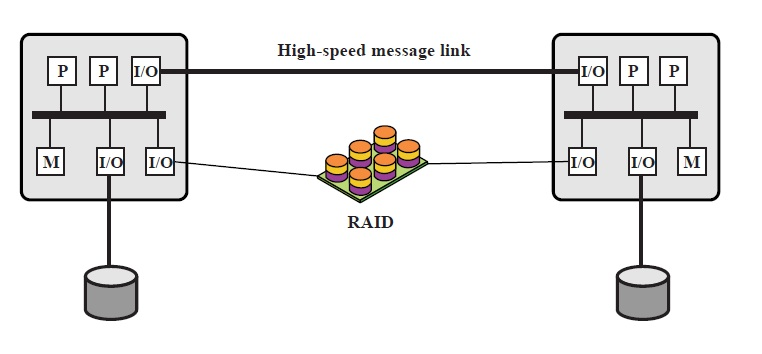 High-speed message link
P P I/O
I/O P P
M I/O I/O
I/O I/O M
RAID